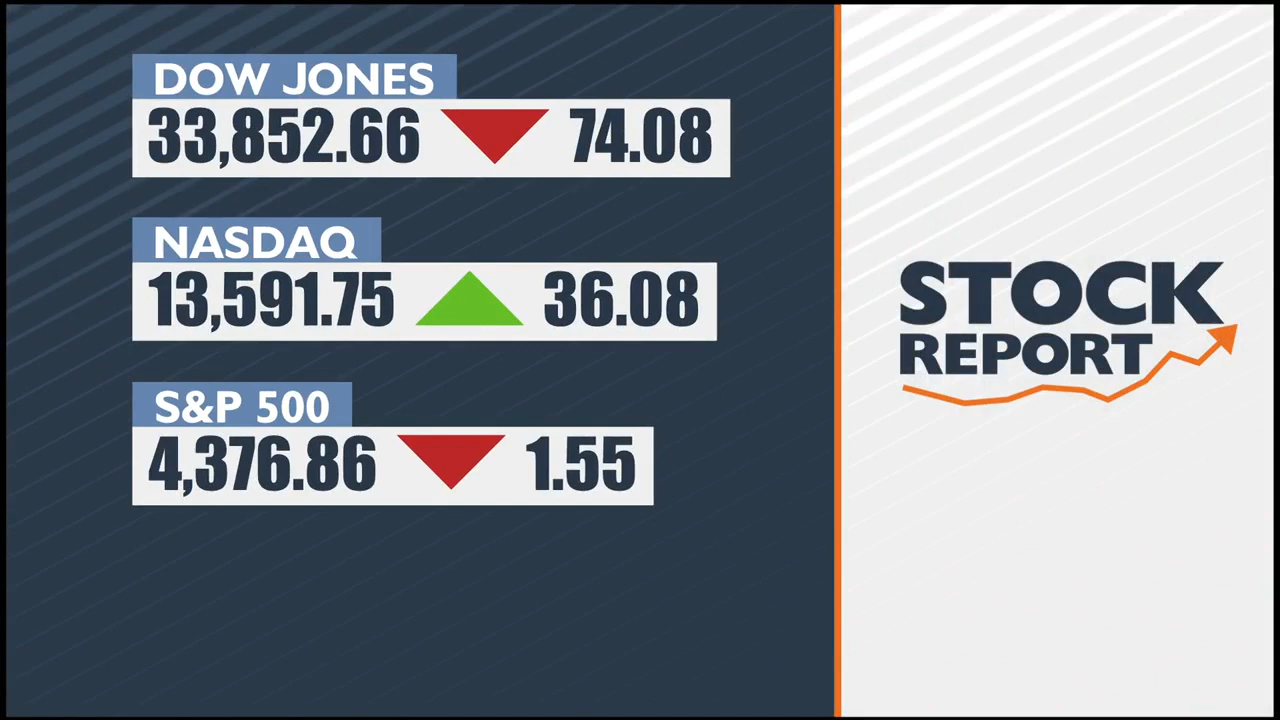 DOW JONES
33,852.66 74.08
NASDAQ
13,591.75 36.08
S&P 500
4,376.86 1.55
STOCK
REPORT